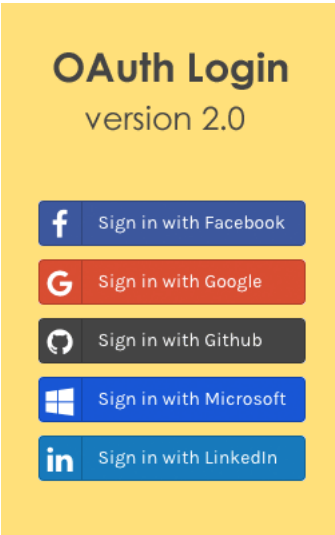 OAuth Login
version 2.0
Sign in with Facebook
Sign in with Google
Sign in with Github
Sign in with Microsoft
in Sign in with LinkedIn